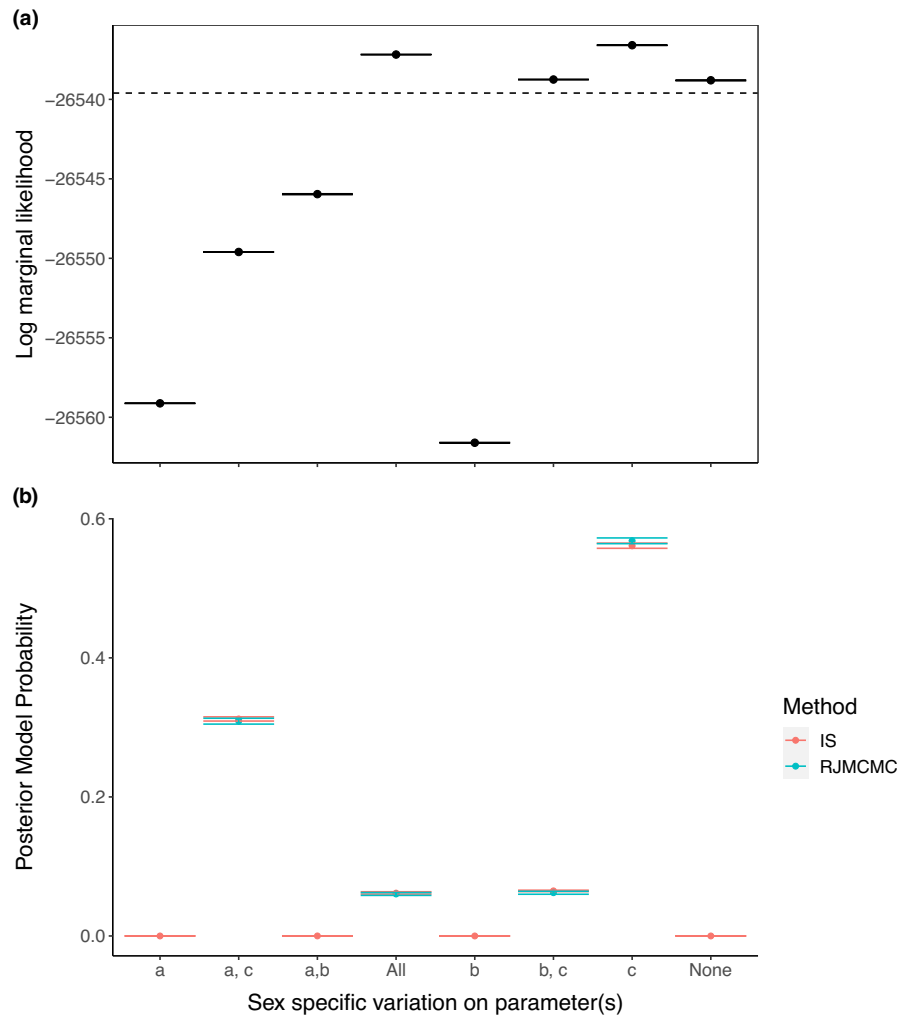 (a)
Log marginal likelihood
−26540
−26545
−26550
−26555
−26560
(b)
Posterior Model Probability
0.6
0.4
0.2
0.0
a
a, c
a,b
All
b
b, c
c
None
Sex specific variation on parameter(s)
Method
IS
RJMCMC